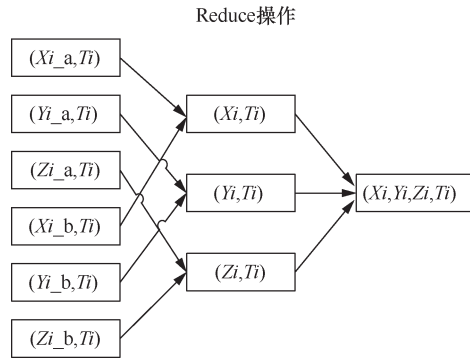 Reduce操作
(Xi_a,Ti)
(Yi_a,Ti)
(Zi_a,Ti)
(Xi_b,Ti)
(Yi_b,Ti)
(Zi_b,Ti)
(Xi,Ti)
(Yi,Ti)
(Zi,Ti)
(Xi,Yi,Zi,Ti)